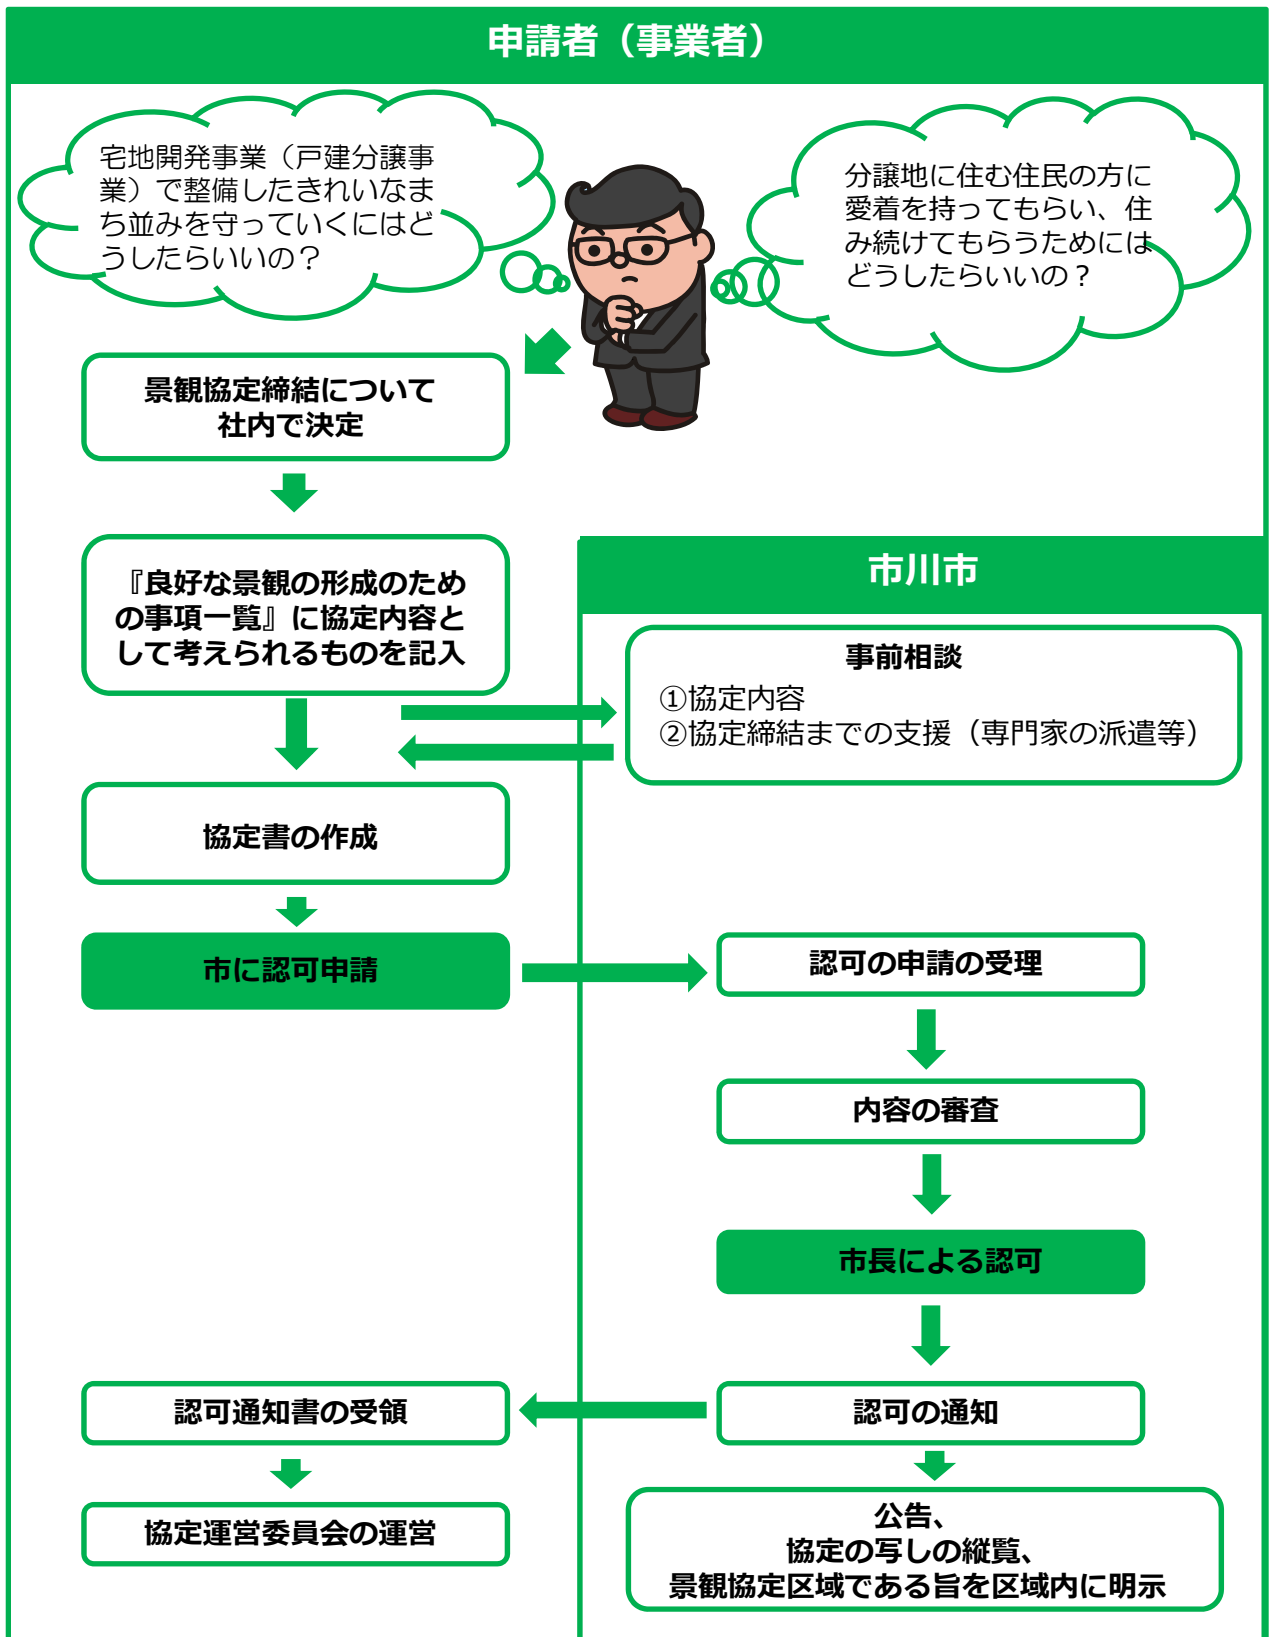 申請者（事業者）
宅地開発事業（戸建分譲事
業）で整備したきれいなま
ち並みを守っていくにはど
うしたらいいの？
分譲地に住む住民の方に
愛着を持ってもらい、住
み続けてもらうためには
どうしたらいいの？
景観協定締結について
社内で決定
『良好な景観の形成のため
の事項一覧』に協定内容と
して考えられるものを記入
市川市
事前相談
①協定内容
②協定締結までの支援（専門家の派遣等）
協定書の作成
市に認可申請
認可の申請の受理
内容の審査
市長による認可
認可通知書の受領
認可の通知
協定運営委員会の運営
公告、
協定の写しの縦覧、
景観協定区域である旨を区域内に明示